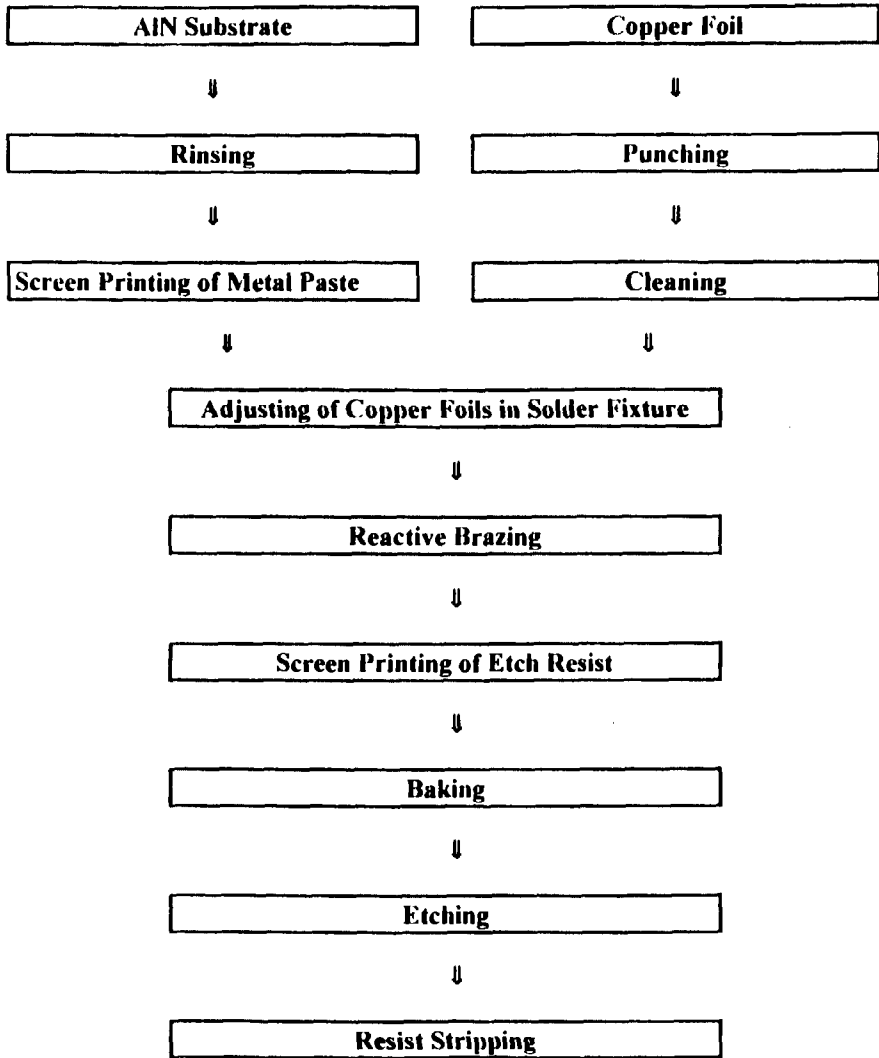 AlN Substrate
Copper Foil
⇓
⇓
Rinsing
Punching
⇓
⇓
Screen Printing of Metal Paste
Cleaning
⇓
⇓
Adjusting of Copper Foils in Solder Fixture
⇓
Reactive Brazing
⇓
Screen Printing of Etch Resist
⇓
Baking
⇓
Etching
⇓
Resist Stripping